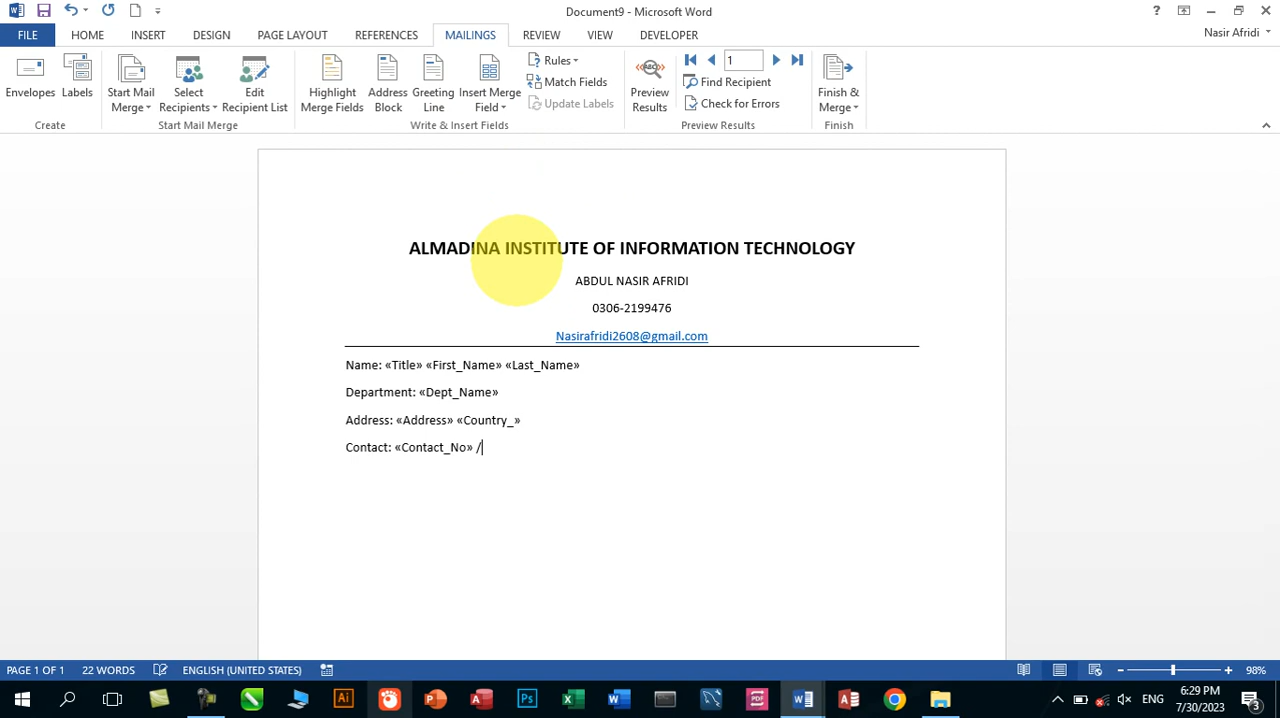 Document9 - Microsoft Word
?
FILE HOME INSERT DESIGN PAGE LAYOUT REFERENCES MAILINGS REVIEW VIEW DEVELOPER Nasir Afridi
Envelopes
Labels
Create
Start Mail
Merge
Select
Recipients
Edit
Recipient List
Start Mail Merge
Highlight
Merge Fields
Address
Block
Greeting
Line
Insert Merge
Field
Rules
Match Fields
Update Labels
Write & Insert Fields
ABC
Preview
Results
1
Find Recipient
Check for Errors
Preview Results
Finish &
Merge
Finish
ALMADINA INSTITUTE OF INFORMATION TECHNOLOGY
ABDUL NASIR AFRIDI
0306-2199476
Nasirafridi2608@gmail.com
Name: «Title» «First_Name» «Last_Name»
Department: «Dept_Name»
Address: «Address» «Country_»
Contact: «Contact_No» /
PAGE 1 OF 1 22 WORDS ENGLISH (UNITED STATES) 98%
Ai Ps PDF ENG 6:29 PM
7/30/2023 3